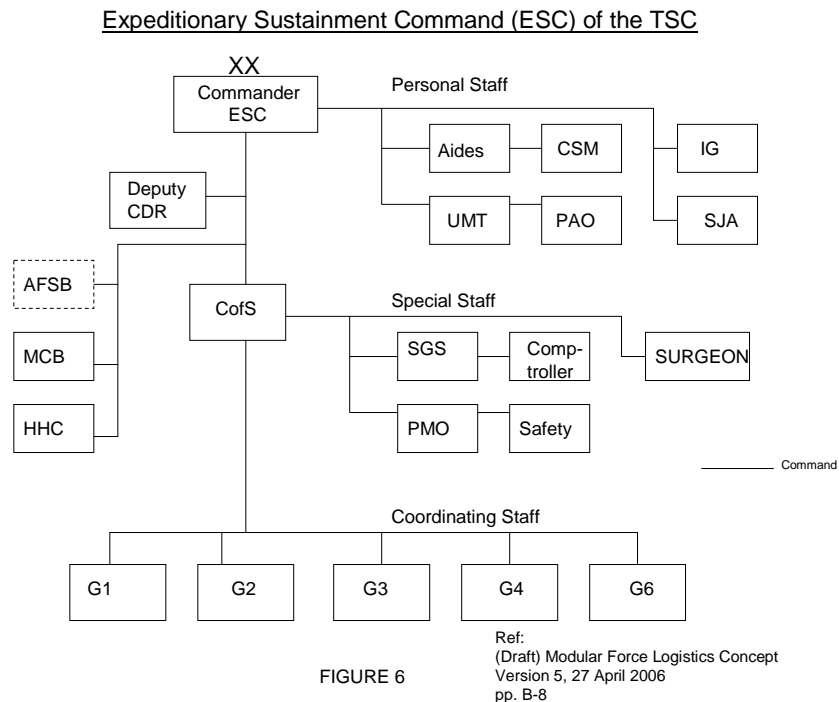 Expeditionary Sustainment Command (ESC) of the TSC
XX
Commander
ESC
Personal Staff
Aides
CSM
IG
Deputy
CDR
UMT
PAO
SJA
AFSB
CofS
Special Staff
MCB
SGS
Comp-
troller
SURGEON
HHC
PMO
Safety
Command
Coordinating Staff
G1
G2
G3
G4
G6
FIGURE 6
Ref:
(Draft) Modular Force Logistics Concept
Version 5, 27 April 2006
pp. B-8